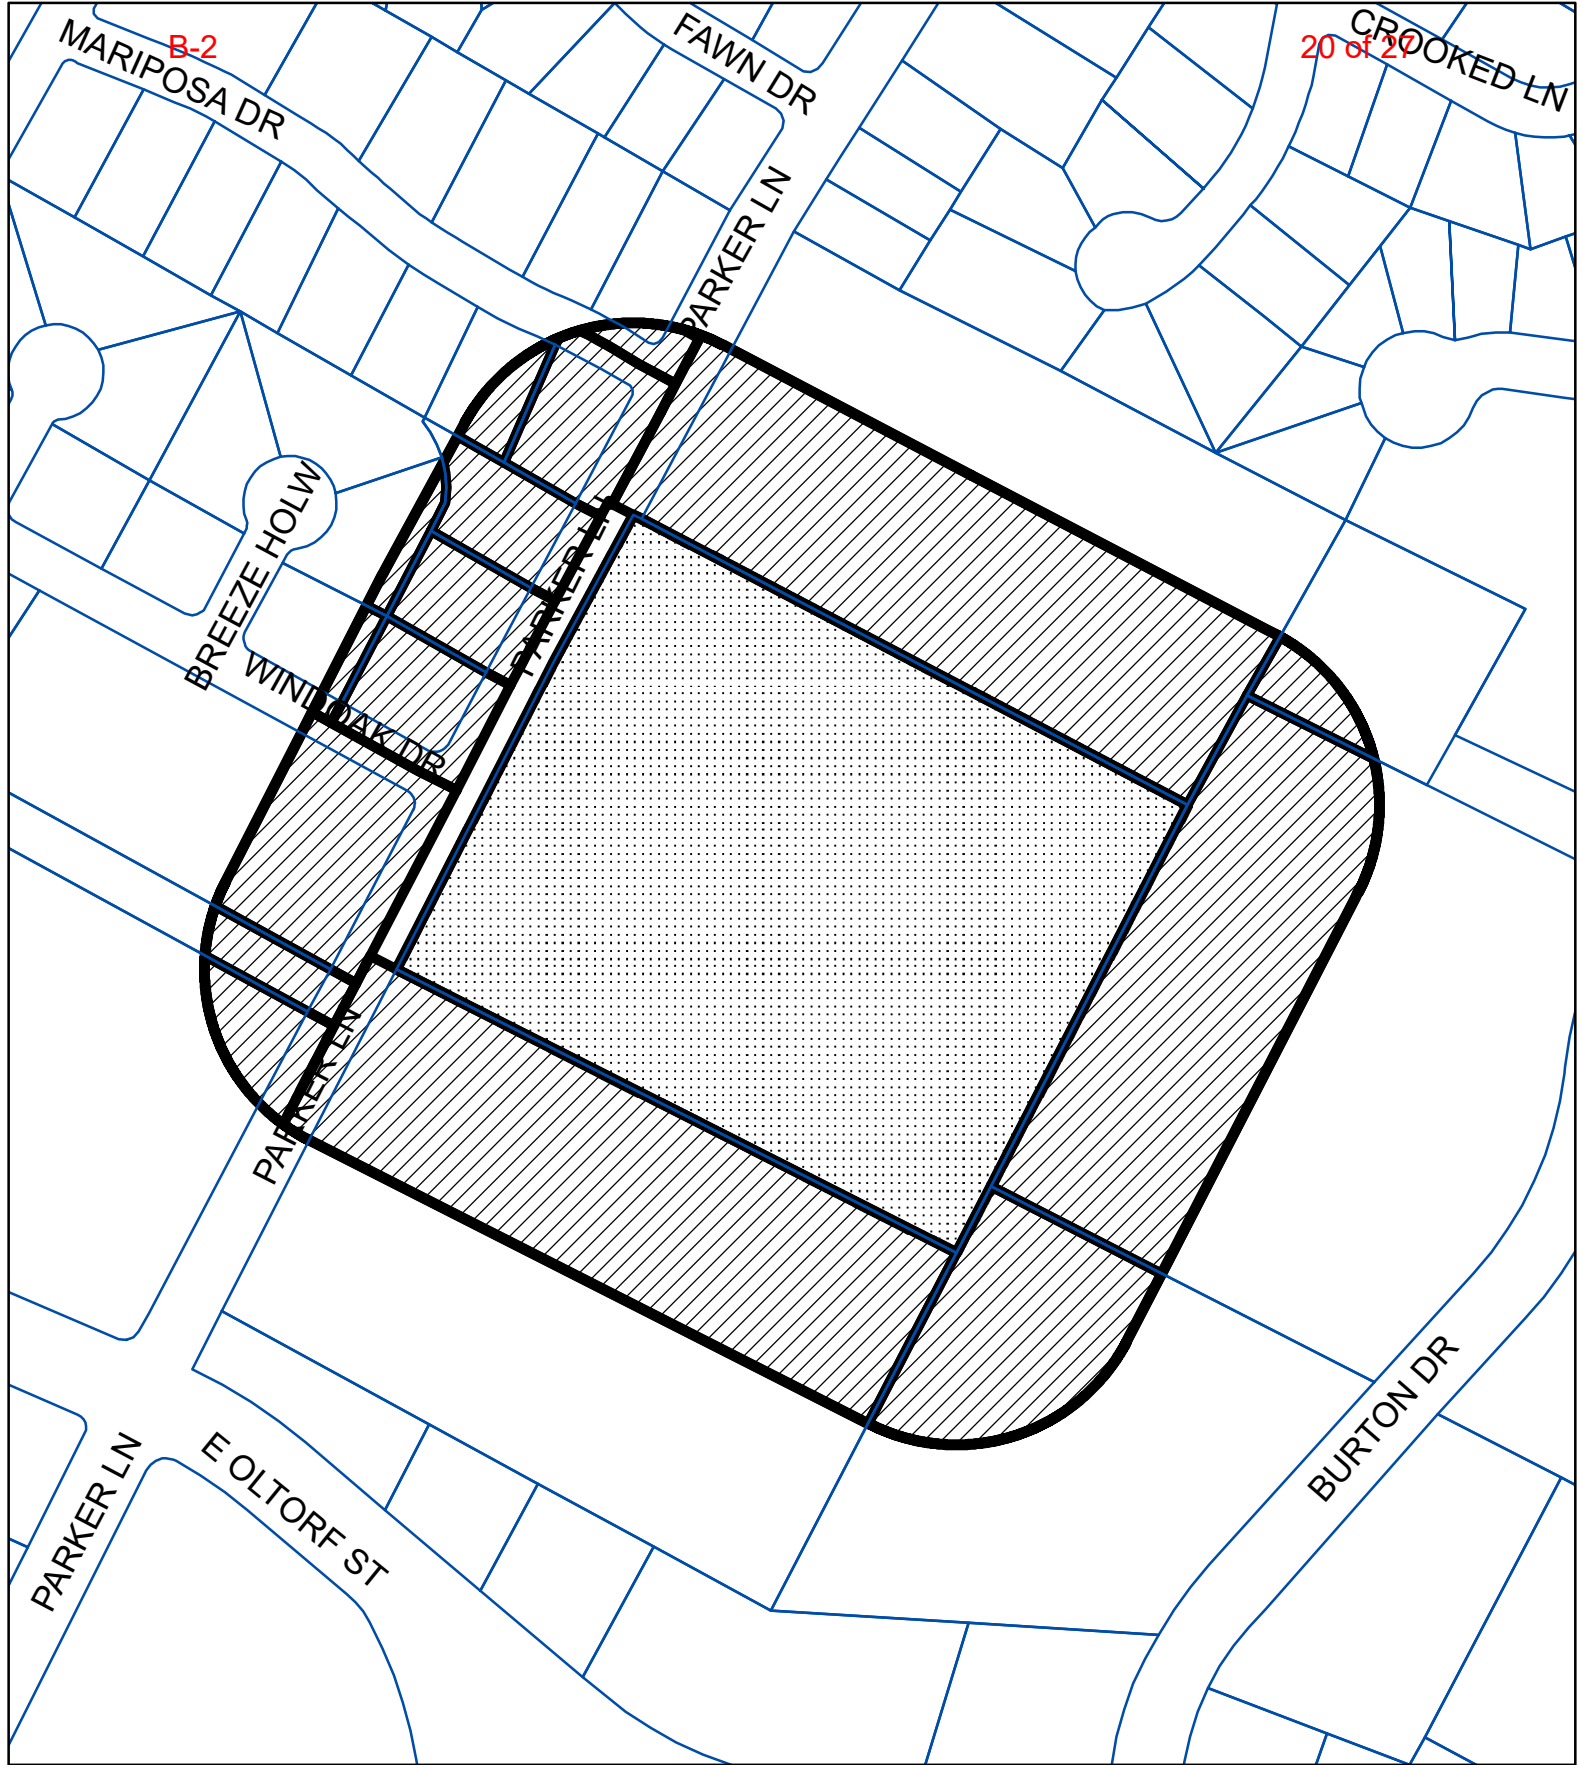 B-2
20 of 27
MARIPOSA DR
FAWN DR
CROOKED LN
PARKER LN
PARKER LN
BREEZE HOLW
WINDOAK DR
PARKER LN
BURTON DR
PARKER LN
E OLTORF ST